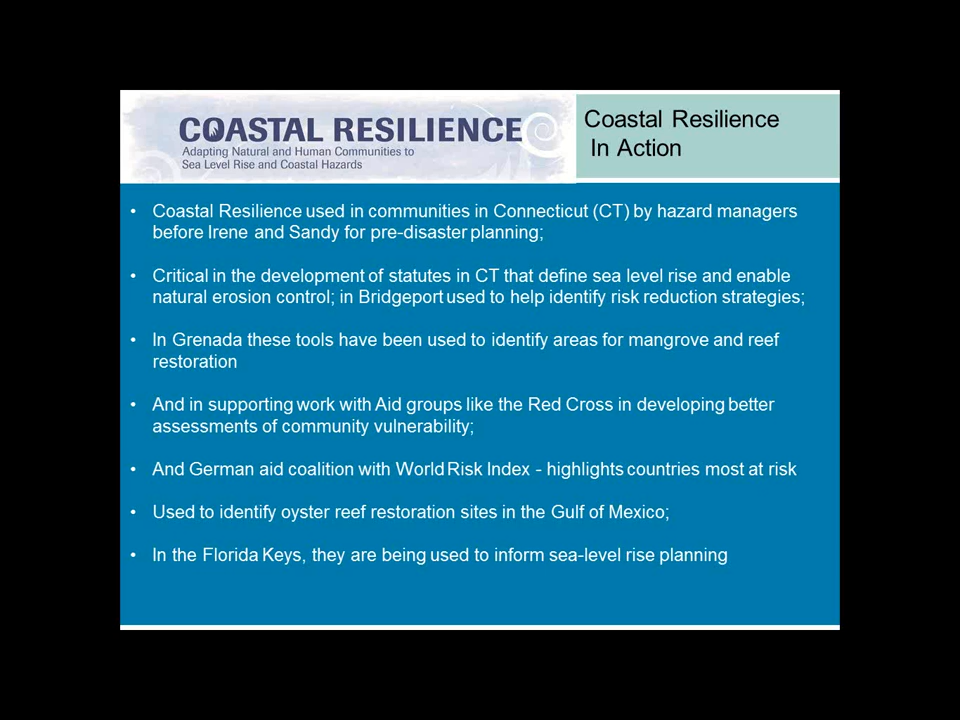 COASTAL RESILIENCE
Adapting Natural and Human Communities to
Sea Level Rise and Coastal Hazards
Coastal Resilience
In Action
• Coastal Resilience used in communities in Connecticut (CT) by hazard managers
before Irene and Sandy for pre-disaster planning;
• Critical in the development of statutes in CT that define sea level rise and enable
natural erosion control; in Bridgeport used to help identify risk reduction strategies;
• In Grenada these tools have been used to identify areas for mangrove and reef
restoration
• And in supporting work with Aid groups like the Red Cross in developing better
assessments of community vulnerability;
• And German aid coalition with World Risk Index - highlights countries most at risk
• Used to identify oyster reef restoration sites in the Gulf of Mexico;
• In the Florida Keys, they are being used to inform sea-level rise planning